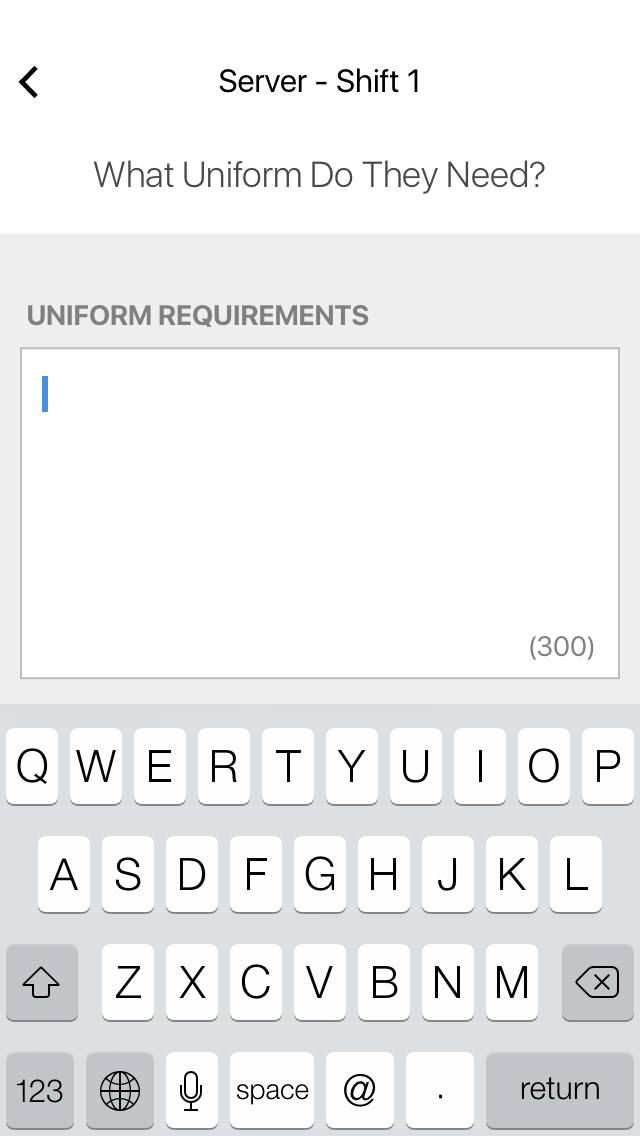 Server - Shift 1
What Uniform Do They Need?
UNIFORM REQUIREMENTS
(300)
Q W E R T Y U I O P
A S D F G H J K L
Z X C V B N M
123 space @ . return